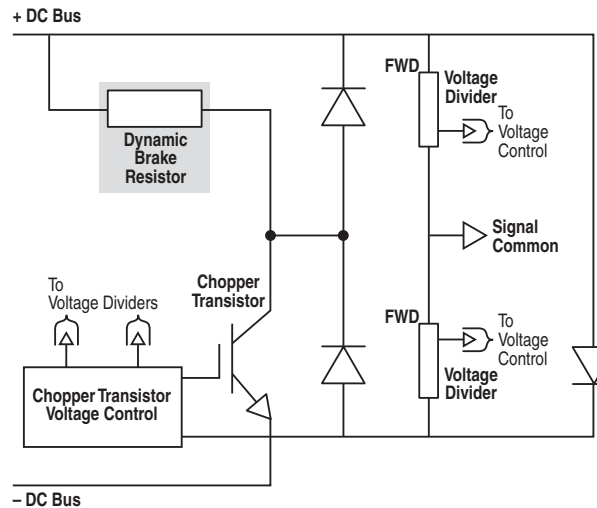 + DC Bus
FWD
Voltage
Divider
To
Voltage
Control
Dynamic
Brake
Resistor
Signal
Common
To
Voltage Dividers
Chopper
Transistor
FWD
To
Voltage
Control
Voltage
Divider
Chopper Transistor
Voltage Control
– DC Bus